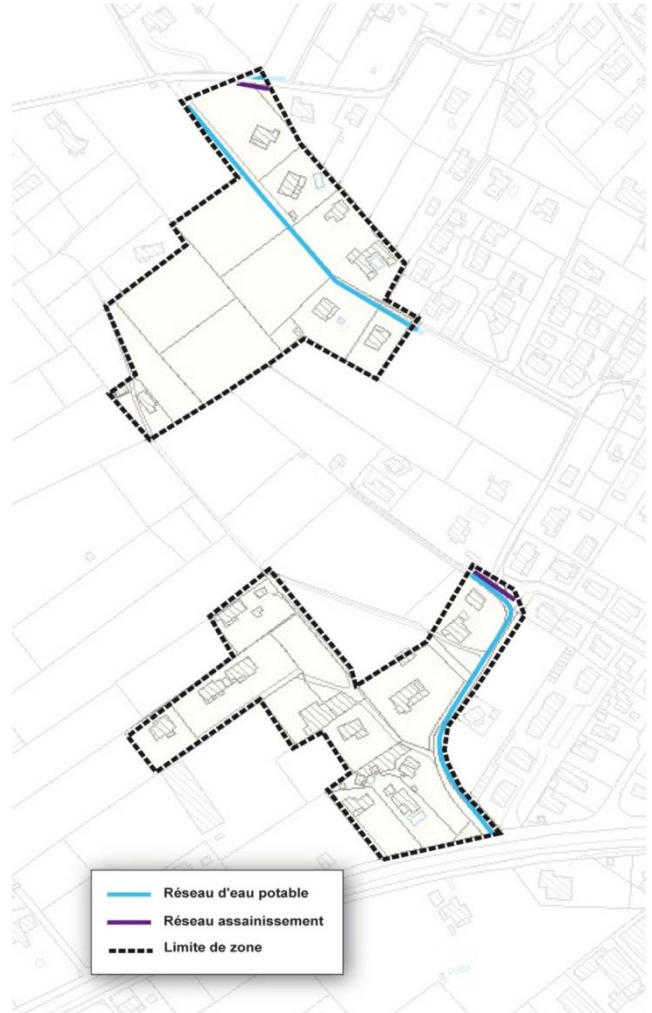 Réseau d'eau potable
Réseau assainissement
Limite de zone